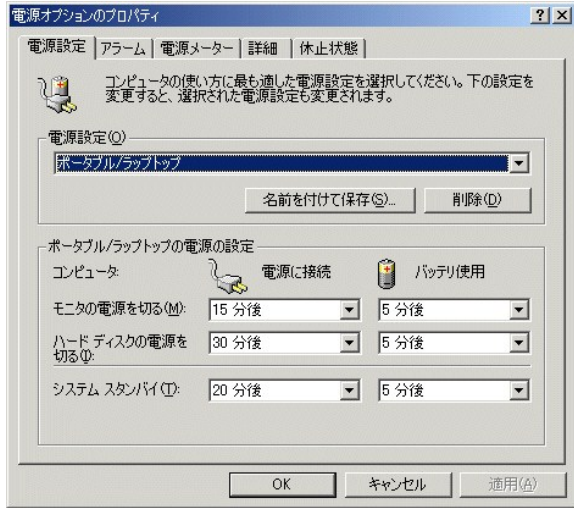 電源オプションのプロパティ
電源設定 アラーム 電源メーター 詳細 休止状態
コンピュータの使い方に最も適した電源設定を選択してください。下の設定を
変更すると、選択された電源設定も変更されます。
電源設定(O)
ポータブル/ラップトップ
名前を付けて保存(S)... 削除(D)
ポータブル/ラップトップの電源の設定
コンピュータ: 電源に接続 バッテリ使用
モニタの電源を切る(M): 15 分後 5 分後
ハード ディスクの電源を
切る(I): 30 分後 5 分後
システム スタンバイ(T): 20 分後 5 分後
OK キャンセル 適用(A)